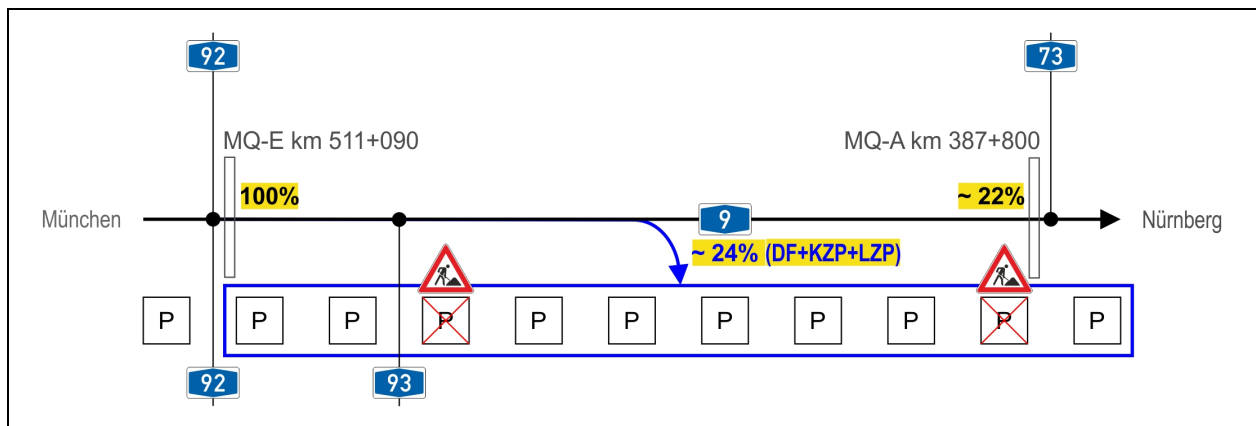 92
73
MQ-E km 511+090
MQ-A km 387+800
100%
~ 22%
München
9
Nürnberg
~ 24% (DF+KZP+LZP)
P P P P P P P P P P P
92
93